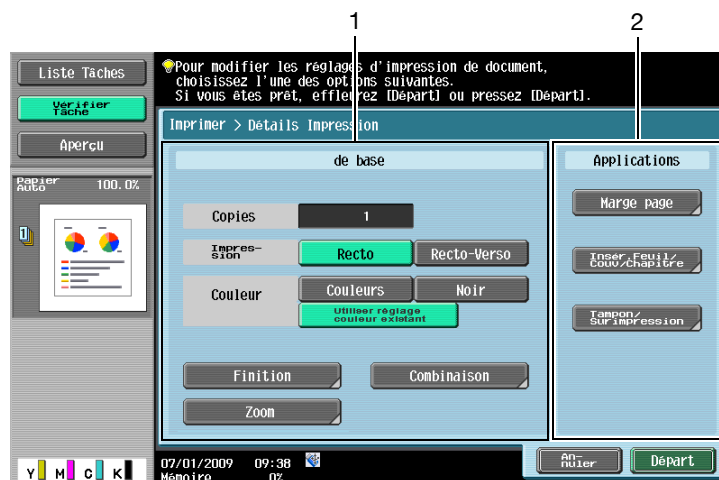 1
2
Liste Tâches
Vérifier
Tâche
Aperçu
Pour modifier les réglages d'impression de document,
choisissez l'une des options suivantes.
Si vous êtes prêt, effleurez [Départ] ou pressez [Départ].
Imprimer > Détails Impression
de base
Applications
Papier
Auto
100.0%
Copies
1
Impres-
sion
Recto
Recto-Verso
Couleur
Couleurs
Noir
Utiliser réglage
couleur existant
Finition
Combinaison
Zoom
Marge page
Inser.Feuil/
Couv/Chapitre
Tampon/
Surimpression
Y M C K
07/01/2009 09:38
Mémoire 0%
An-
nuler
Départ